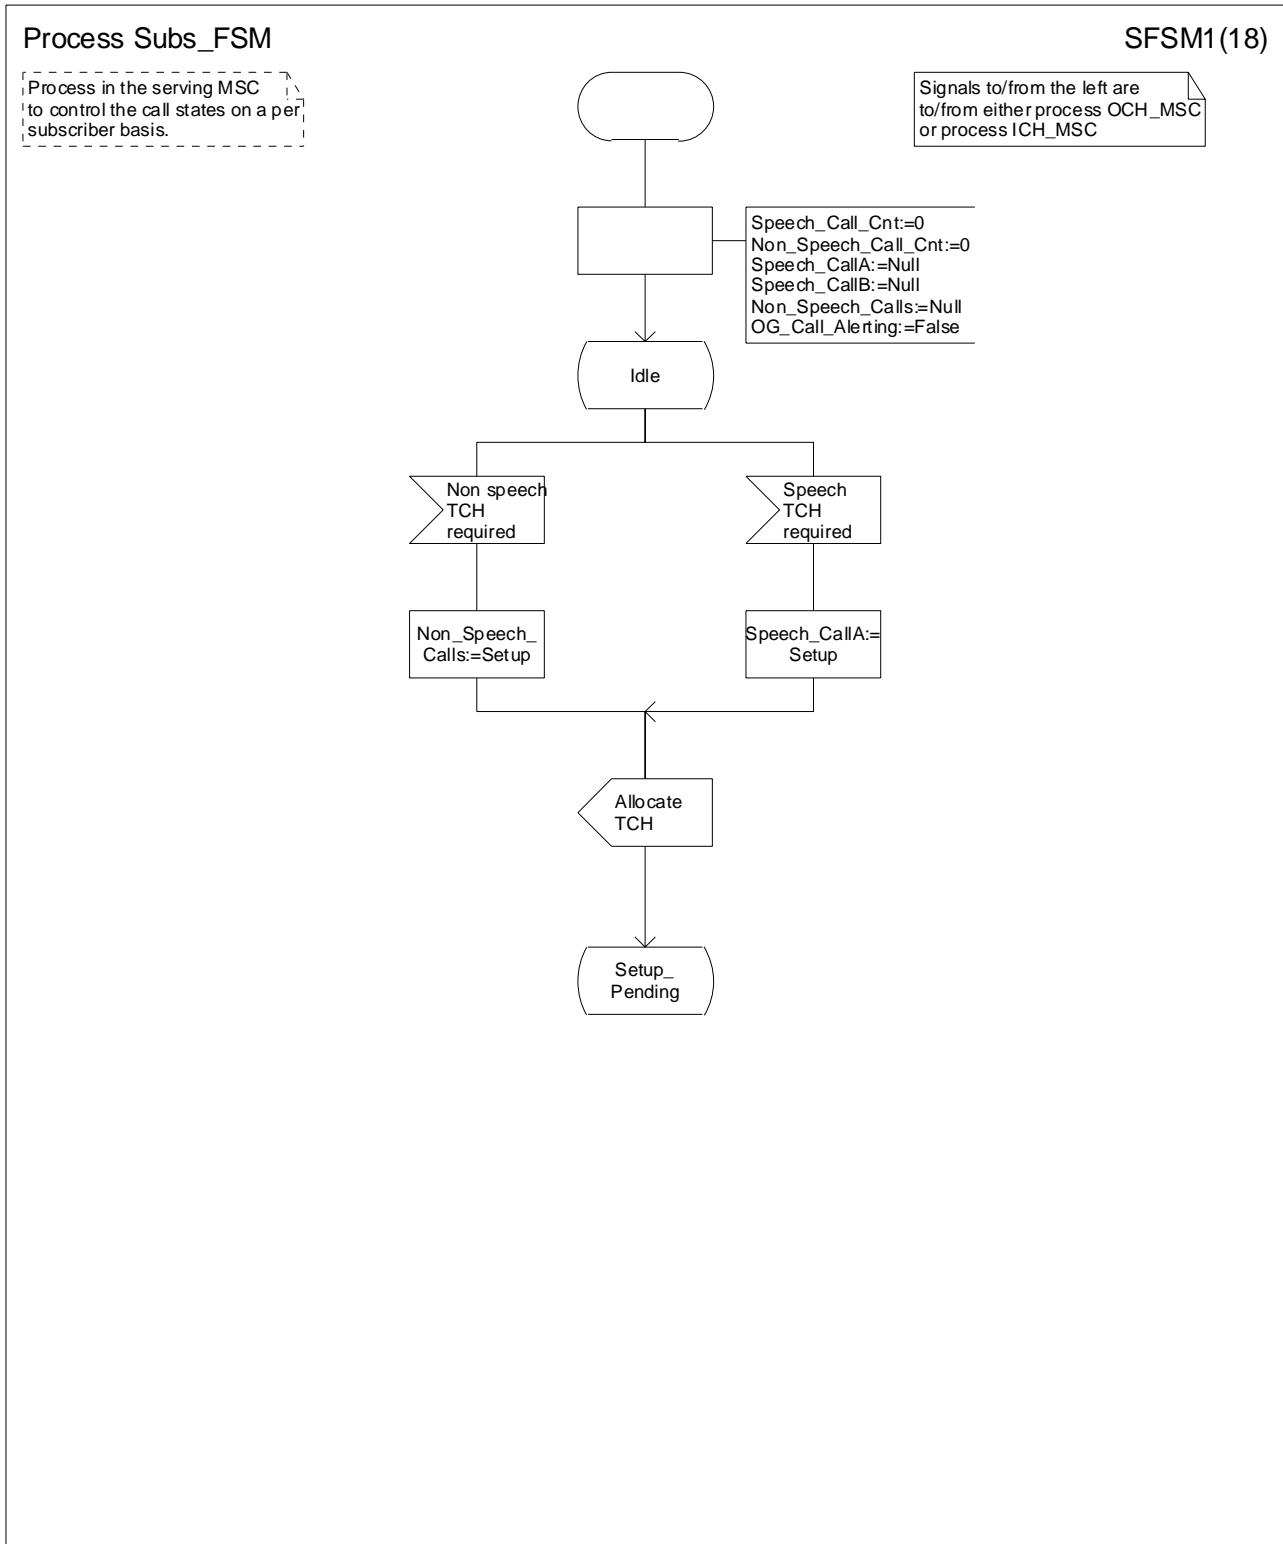 Process Subs_FSM
SFSM1(18)
Process in the serving MSC
to control the call states on a per
subscriber basis.
Signals to/from the left are
to/from either process OCH_MSC
or process ICH_MSC
Speech_Call_Cnt:=0
Non_Speech_Call_Cnt:=0
Speech_CallA:=Null
Speech_CallB:=Null
Non_Speech_Calls:=Null
OG_Call_Alerting:=False
Idle
Non speech
TCH
required
Speech
TCH
required
Non_Speech_
Calls:=Setup
Speech_CallA:=
Setup
Allocate
TCH
Setup_
Pending